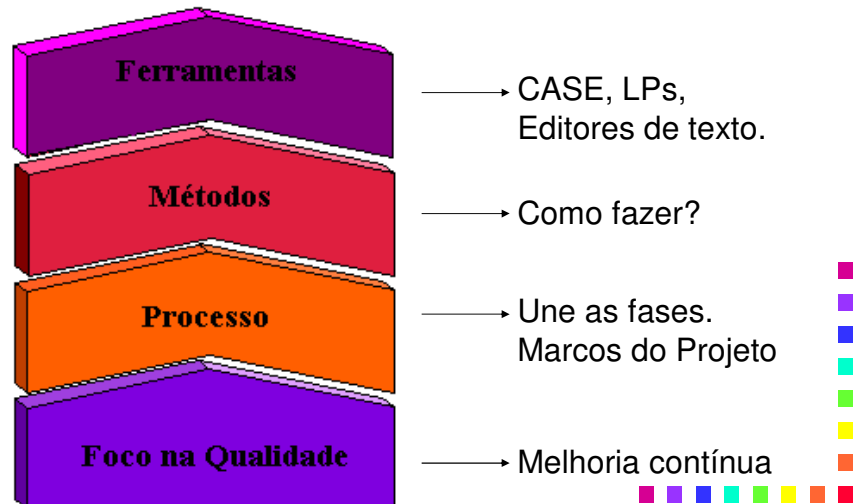 Ferramentas
CASE, LPs,
Editores de texto.
Métodos
Como fazer?
Processo
Une as fases.
Marcos do Projeto
Foco na Qualidade
Melhoria contínua